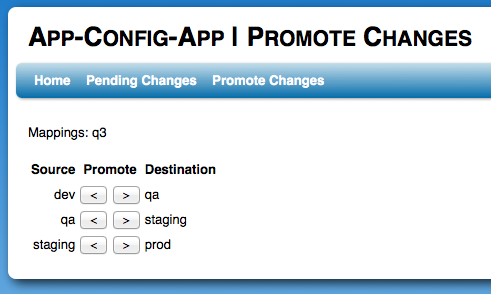 App-Config-App | Promote Changes
Home Pending Changes Promote Changes
Mappings: q3
Source Promote Destination
dev < > qa
qa < > staging
staging < > prod